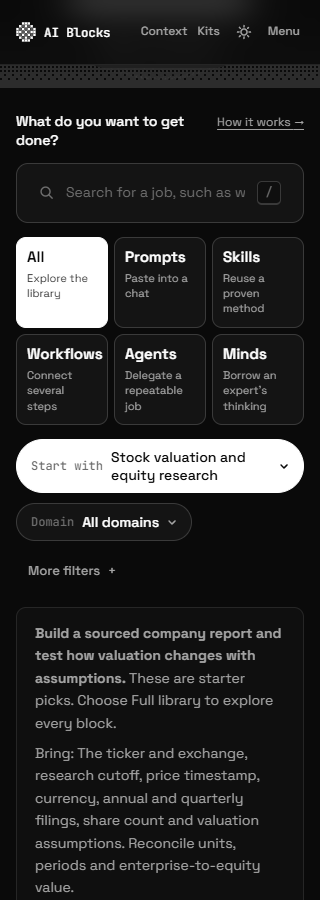 AI Blocks
Context Kits Menu
What do you want to get
done?
How it works →
Search for a job, such as w /
All
Explore the
library
Prompts
Paste into a
chat
Skills
Reuse a
proven
method
Workflows
Connect
several
steps
Agents
Delegate a
repeatable
job
Minds
Borrow an
expert's
thinking
Start with Stock valuation and
equity research
Domain All domains
More filters +
Build a sourced company report and
test how valuation changes with
assumptions. These are starter
picks. Choose Full library to explore
every block.
Bring: The ticker and exchange,
research cutoff, price timestamp,
currency, annual and quarterly
filings, share count and valuation
assumptions. Reconcile units,
periods and enterprise-to-equity
value.